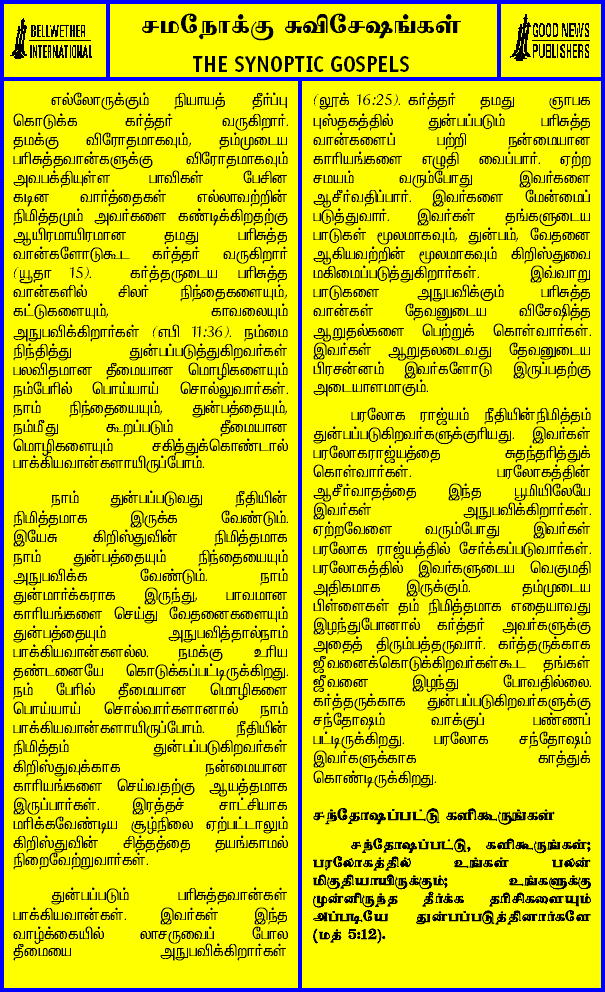 BELLWETHER
INTERNATIONAL
சமநோக்கு சுவிசேஷங்கள்
THE SYNOPTIC GOSPELS
GOOD NEWS
PUBLISHERS
எல்லோருக்கும் நியாயத் தீர்ப்பு
கொடுக்க கர்த்தர் வருகிறார்.
தமக்கு விரோதமாகவும், தம்முடைய
பரிசுத்தவான்களுக்கு விரோதமாகவும்
அவபக்தியுள்ள பாவிகள் பேசின
கடின வார்த்தைகள் எல்லாவற்றின்
நிமித்தமும் அவர்களை கண்டிக்கிறதற்கு
ஆயிரமாயிரமான தமது பரிசுத்த
வான்களோடுகூட கர்த்தர் வருகிறார்
(யூதா 15). கர்த்தருடைய பரிசுத்த
வான்களில் சிலர் நிந்தைகளையும்,
கட்டுகளையும், காவலையும்
அநுபவிக்கிறார்கள் (எபி 11:36). நம்மை
நிந்தித்து துன்பப்படுத்துகிறவர்கள்
பலவிதமான தீமையான மொழிகளையும்
நம்பேரில் பொய்யாய் சொல்லுவார்கள்.
நாம் நிந்தையையும், துன்பத்தையும்,
நம்மீது கூறப்படும் தீமையான
மொழிகளையும் சகித்துக்கொண்டால்
பாக்கியவான்களாயிருப்போம்.
நாம் துன்பப்படுவது நீதியின்
நிமித்தமாக இருக்க வேண்டும்.
இயேசு கிறிஸ்துவின் நிமித்தமாக
நாம் துன்பத்தையும் நிந்தையையும்
அநுபவிக்க வேண்டும். நாம்
துன்மார்க்கராக இருந்து, பாவமான
காரியங்களை செய்து வேதனைகளையும்
துன்பத்தையும் அநுபவித்தால்நாம்
பாக்கியவான்களல்ல. நமக்கு உரிய
தண்டனையே கொடுக்கப்பட்டிருக்கிறது.
நம் பேரில் தீமையான மொழிகளை
பொய்யாய் சொல்வார்களானால் நாம்
பாக்கியவான்களாயிருப்போம். நீதியின்
நிமித்தம் துன்பப்படுகிறவர்கள்
கிறிஸ்துவுக்காக நன்மையான
காரியங்களை செய்வதற்கு ஆயத்தமாக
இருப்பார்கள். இரத்தச் சாட்சியாக
மரிக்கவேண்டிய சூழ்நிலை ஏற்பட்டாலும்
கிறிஸ்துவின் சித்தத்தை தயங்காமல்
நிறைவேற்றுவார்கள்.
துன்பப்படும் பரிசுத்தவான்கள்
பாக்கியவான்கள். இவர்கள் இந்த
வாழ்க்கையில் லாசருவைப் போல
தீமையை அநுபவிக்கிறார்கள்
(லூக் 16:25). கர்த்தர் தமது ஞாபக
புஸ்தகத்தில் துன்பப்படும் பரிசுத்த
வான்களைப் பற்றி நன்மையான
காரியங்களை எழுதி வைப்பார். ஏற்ற
சமயம் வரும்போது இவர்களை
ஆசீர்வதிப்பார். இவர்களை மேன்மைப்
படுத்துவார். இவர்கள் தங்களுடைய
பாடுகள் மூலமாகவும், துன்பம், வேதனை
ஆகியவற்றின் மூலமாகவும் கிறிஸ்துவை
மகிமைப்படுத்துகிறார்கள். இவ்வாறு
பாடுகளை அநுபவிக்கும் பரிசுத்த
வான்கள் தேவனுடைய விசேஷித்த
ஆறுதல்களை பெற்றுக் கொள்வார்கள்.
இவர்கள் ஆறுதலடைவது தேவனுடைய
பிரசன்னம் இவர்களோடு இருப்பதற்கு
அடையாளமாகும்.
பரலோக ராஜ்யம் நீதியின்நிமித்தம்
துன்பப்படுகிறவர்களுக்குரியது. இவர்கள்
பரலோகராஜ்யத்தை சுதந்தரித்துக்
கொள்வார்கள். பரலோகத்தின்
ஆசீர்வாதத்தை இந்த பூமியிலேயே
இவர்கள் அநுபவிக்கிறார்கள்.
ஏற்றவேளை வரும்போது இவர்கள்
பரலோக ராஜ்யத்தில் சேர்க்கப்படுவார்கள்.
பரலோகத்தில் இவர்களுடைய வெகுமதி
அதிகமாக இருக்கும். தம்முடைய
பிள்ளைகள் தம் நிமித்தமாக எதையாவது
இழந்துபோனால் கர்த்தர் அவர்களுக்கு
அதைத் திரும்பத்தருவார். கர்த்தருக்காக
ஜீவனைக்கொடுக்கிறவர்கள்கூட தங்கள்
ஜீவனை இழந்து போவதில்லை.
கர்த்தருக்காக துன்பப்படுகிறவர்களுக்கு
சந்தோஷம் வாக்குப் பண்ணப்
பட்டிருக்கிறது. பரலோக சந்தோஷம்
இவர்களுக்காக காத்துக்
கொண்டிருக்கிறது.
சந்தோஷப்பட்டு களிகூருங்கள்
சந்தோஷப்பட்டு, களிகூருங்கள்;
பரலோகத்தில் உங்கள் பலன்
மிகுதியாயிருக்கும்; உங்களுக்கு
முன்னிருந்த தீர்க்க தரிசிகளையும்
அப்படியே துன்பப்படுத்தினார்களே
(மத் 5:12).